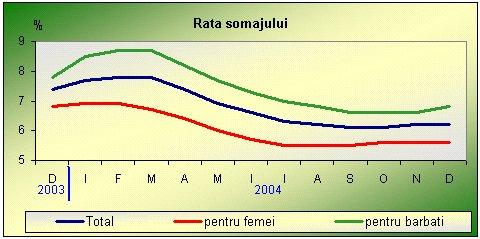 Rata somajului
%
9
8
7
6
5
D I F M A M I I A S O N D
2003 2004
Total pentru femei pentru barbati